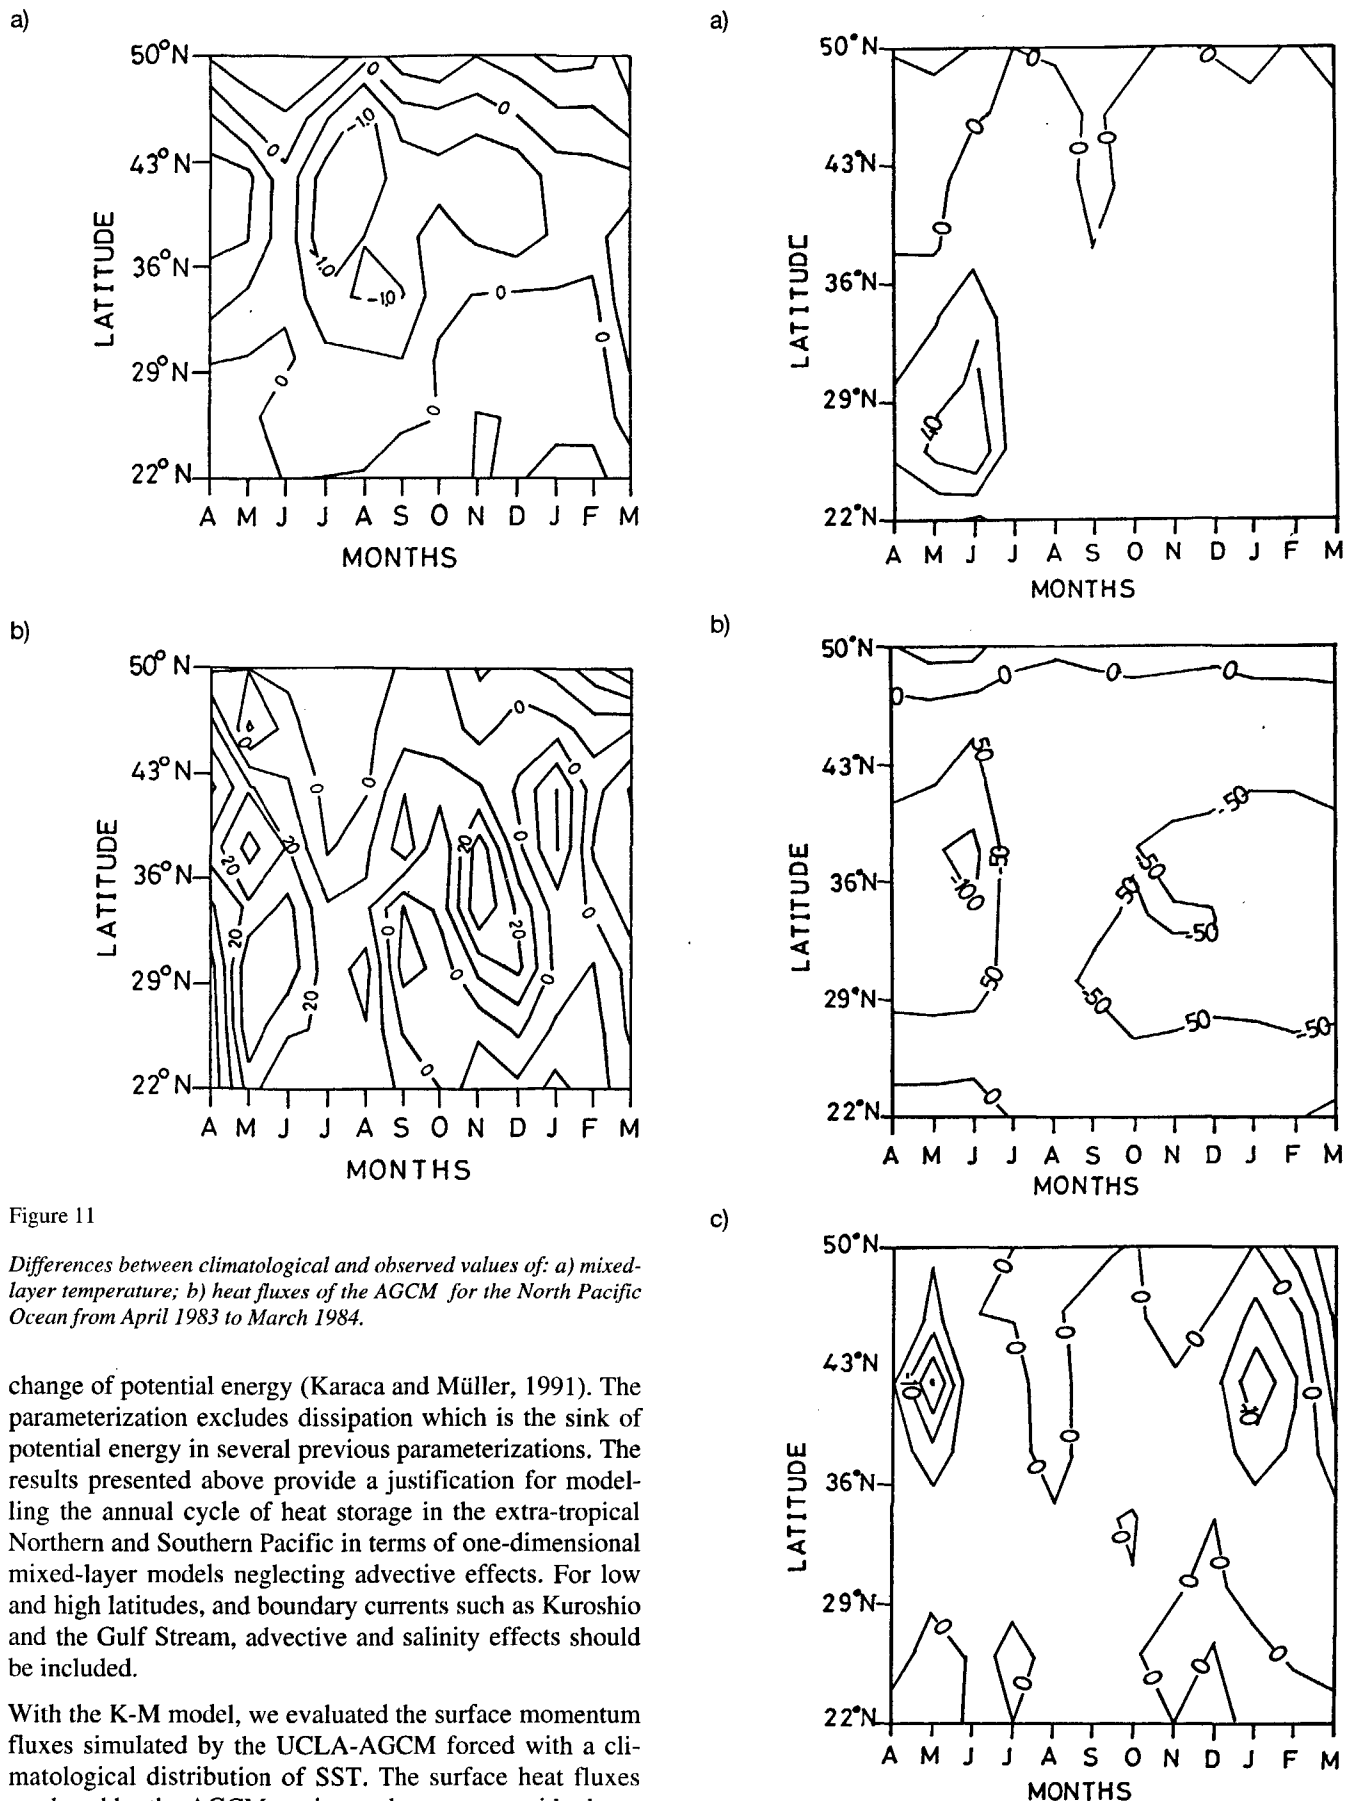 a)
50°N
43°N
36°N
29°N
22°N
LATITUDE
0
0
0
-1.0
-1.0
-1.0
0
0
0
0
A M J J A S O N D J F M
MONTHS
b)
50°N
43°N
36°N
29°N
22°N
LATITUDE
0
0
0
0
0
20
-20
20
0
0
20
20
20
0
0
0
0
A M J J A S O N D J F M
MONTHS
Figure 11
Differences between climatological and observed values of: a) mixed-
layer temperature; b) heat fluxes of the AGCM for the North Pacific
Ocean from April 1983 to March 1984.
change of potential energy (Karaca and Müller, 1991). The
parameterization excludes dissipation which is the sink of
potential energy in several previous parameterizations. The
results presented above provide a justification for model-
ling the annual cycle of heat storage in the extra-tropical
Northern and Southern Pacific in terms of one-dimensional
mixed-layer models neglecting advective effects. For low
and high latitudes, and boundary currents such as Kuroshio
and the Gulf Stream, advective and salinity effects should
be included.
With the K-M model, we evaluated the surface momentum
fluxes simulated by the UCLA-AGCM forced with a cli-
matological distribution of SST. The surface heat fluxes
a)
50°N
43°N
36°N
29°N
22°N
LATITUDE
0
0
0
0
0
0
40
A M J J A S O N D J F M
MONTHS
b)
50°N
43°N
36°N
29°N
22°N
LATITUDE
0
0
0
0
50
-50
-100
50
-50
-50
50
-50
-50
-50
-50
0
A M J J A S O N D J F M
MONTHS
c)
50°N
43°N
36°N
29°N
22°N
LATITUDE
0
0
0
0
0
0
0
0
-10
10
0
0
0
0
0
0
0
0
0
0
A M J J A S O N D J F M
MONTHS